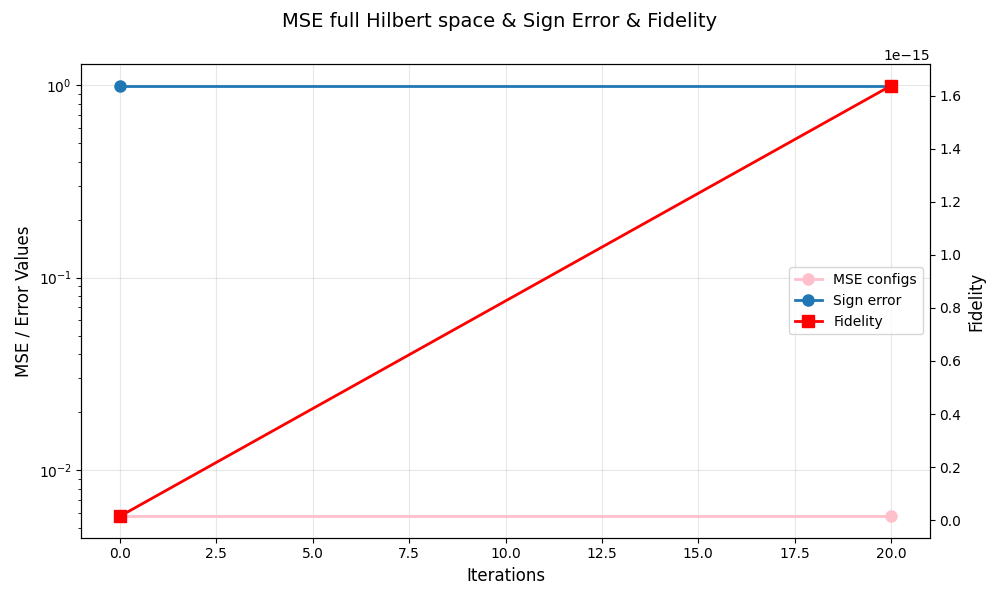 MSE full Hilbert space & Sign Error & Fidelity
1e−15
10⁰
10⁻¹
10⁻²
MSE / Error Values
1.6
1.4
1.2
1.0
0.8
0.6
0.4
0.2
0.0
Fidelity
MSE configs
Sign error
Fidelity
0.0 2.5 5.0 7.5 10.0 12.5 15.0 17.5 20.0
Iterations